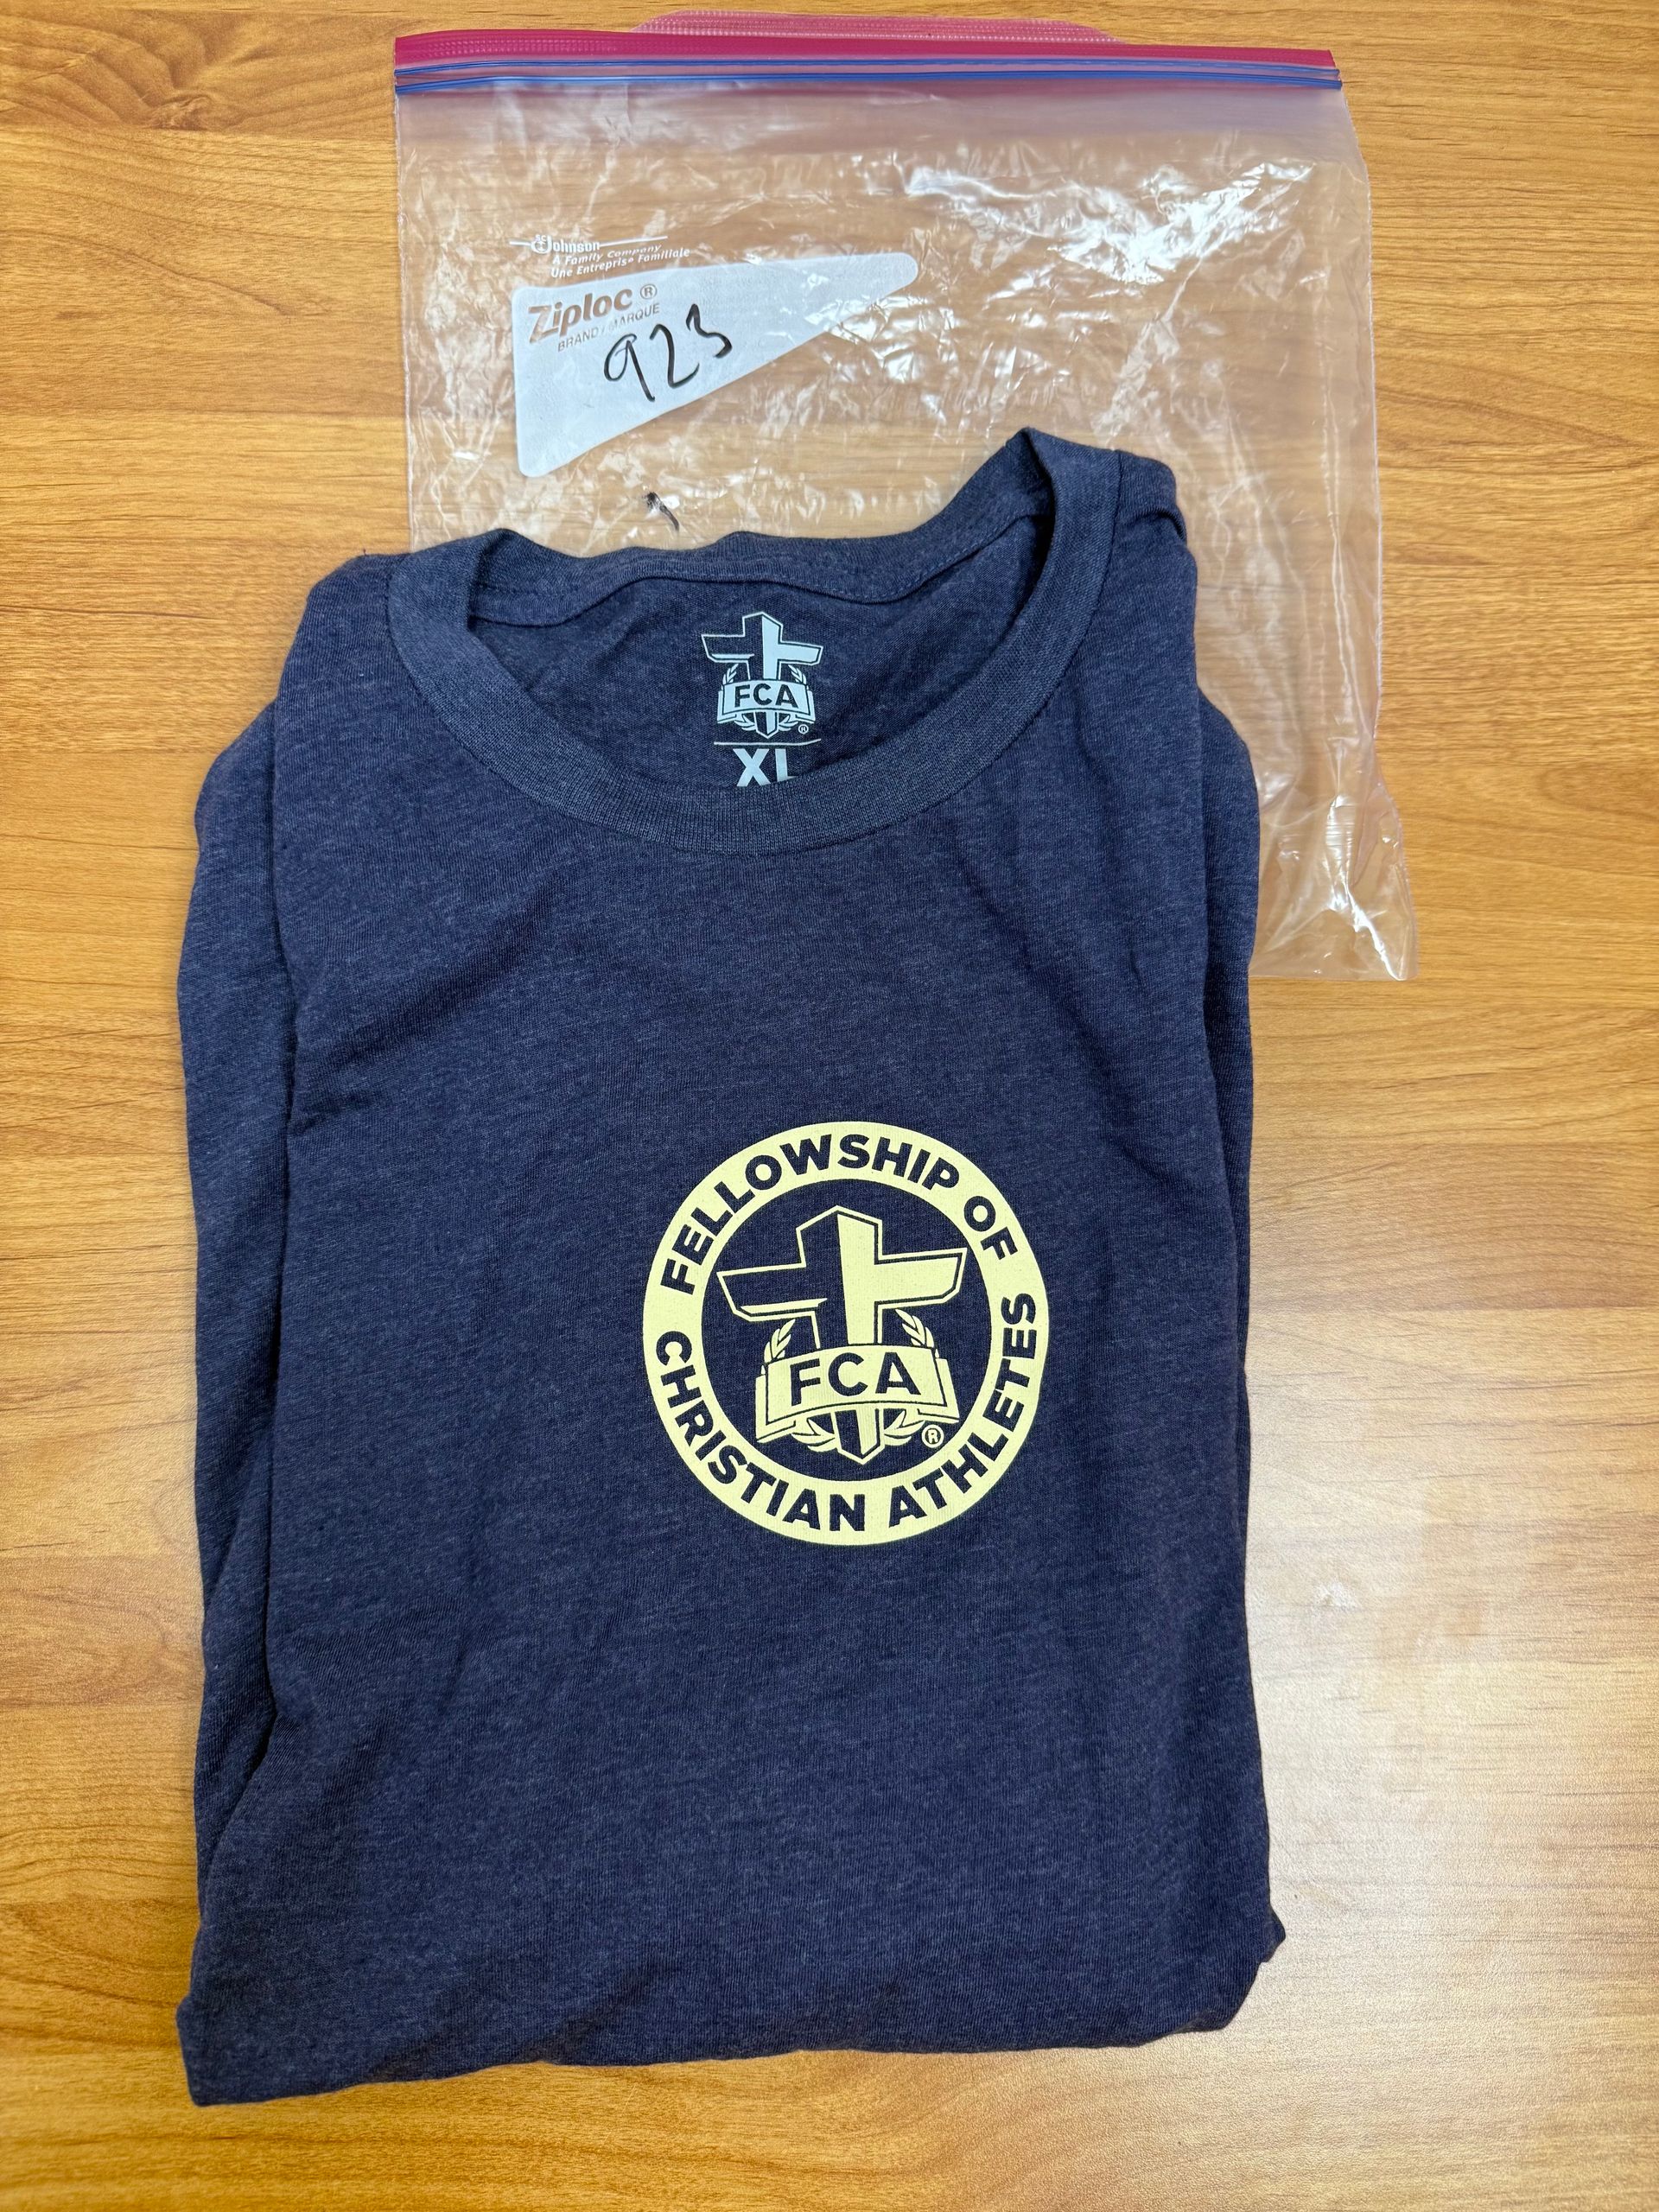 SC Johnson
A Family Company
Une Entreprise Familiale
Ziploc®
BRAND / MARQUE
923
FCA
®
XL
FELLOWSHIP OF
CHRISTIAN ATHLETES
FCA
®